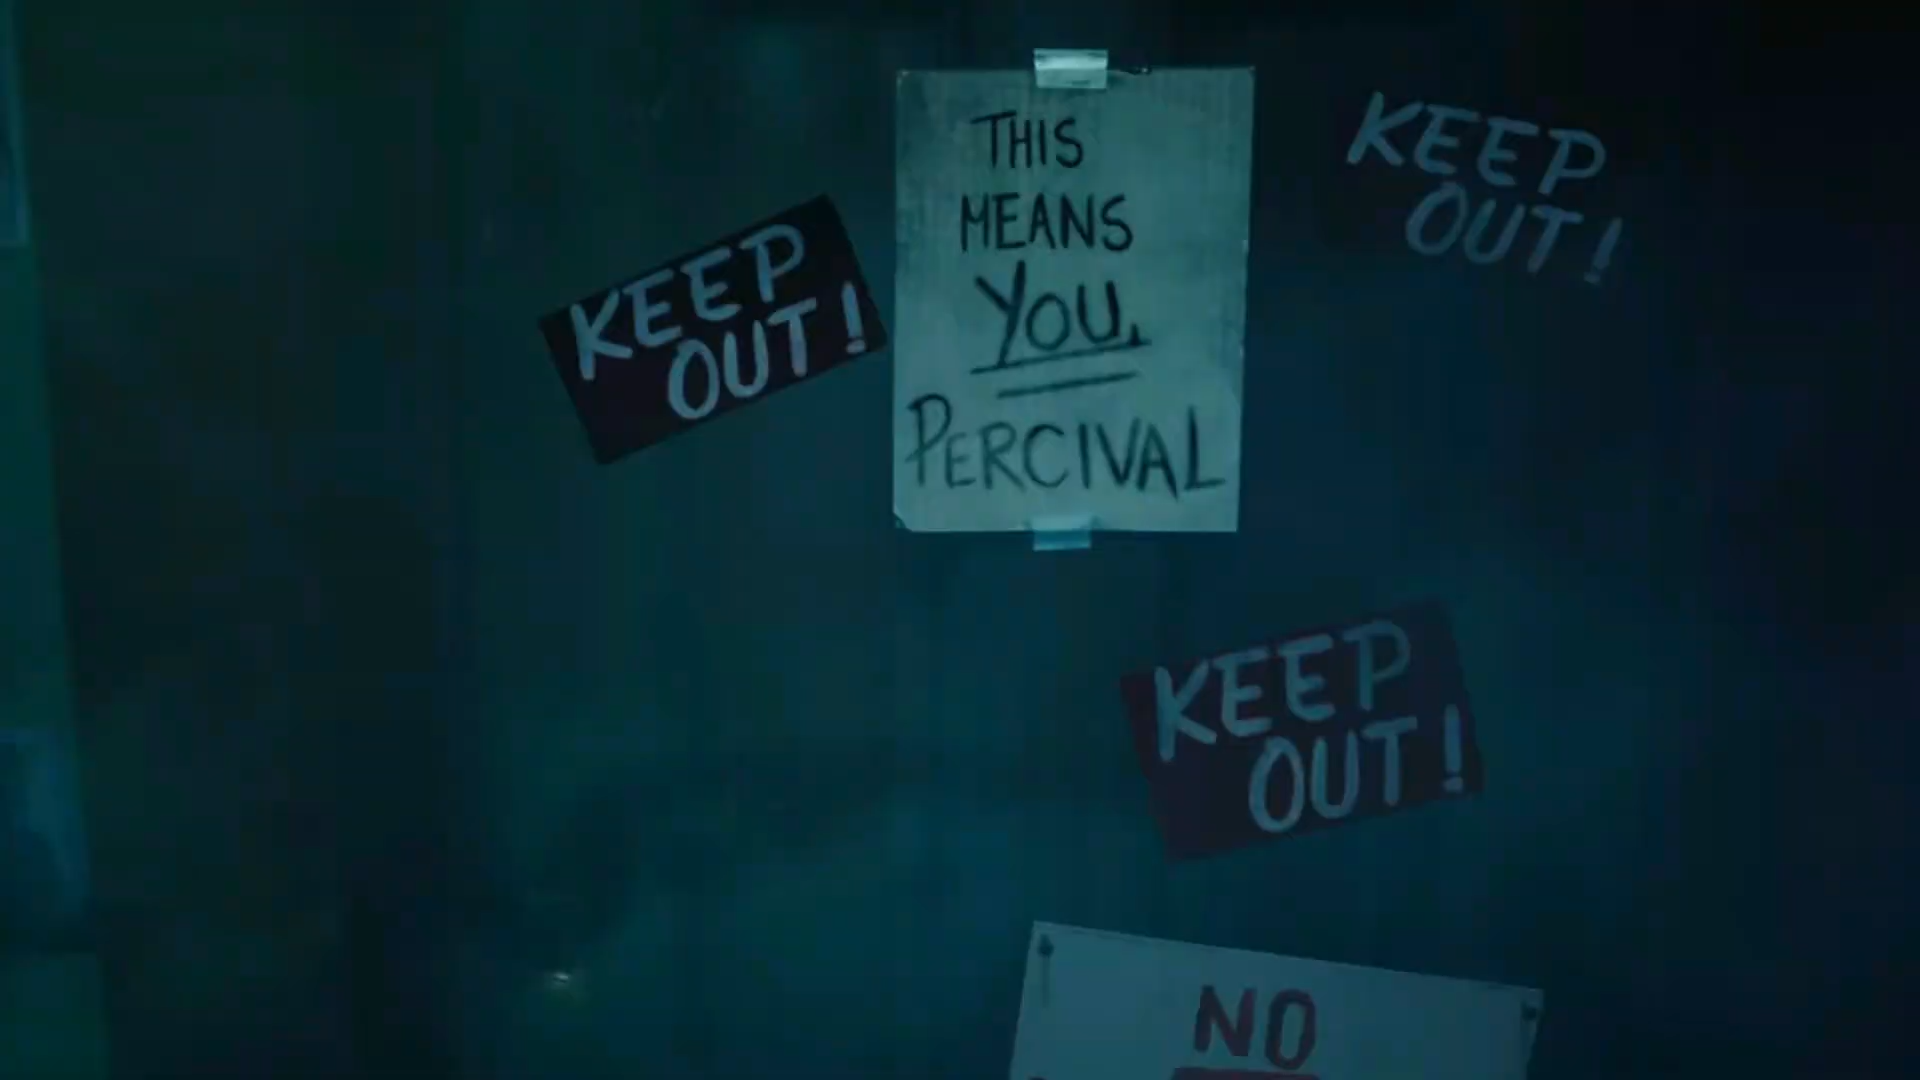 KEEP
OUT!
THIS
MEANS
YOU,
PERCIVAL
KEEP
OUT!
KEEP
OUT!
NO